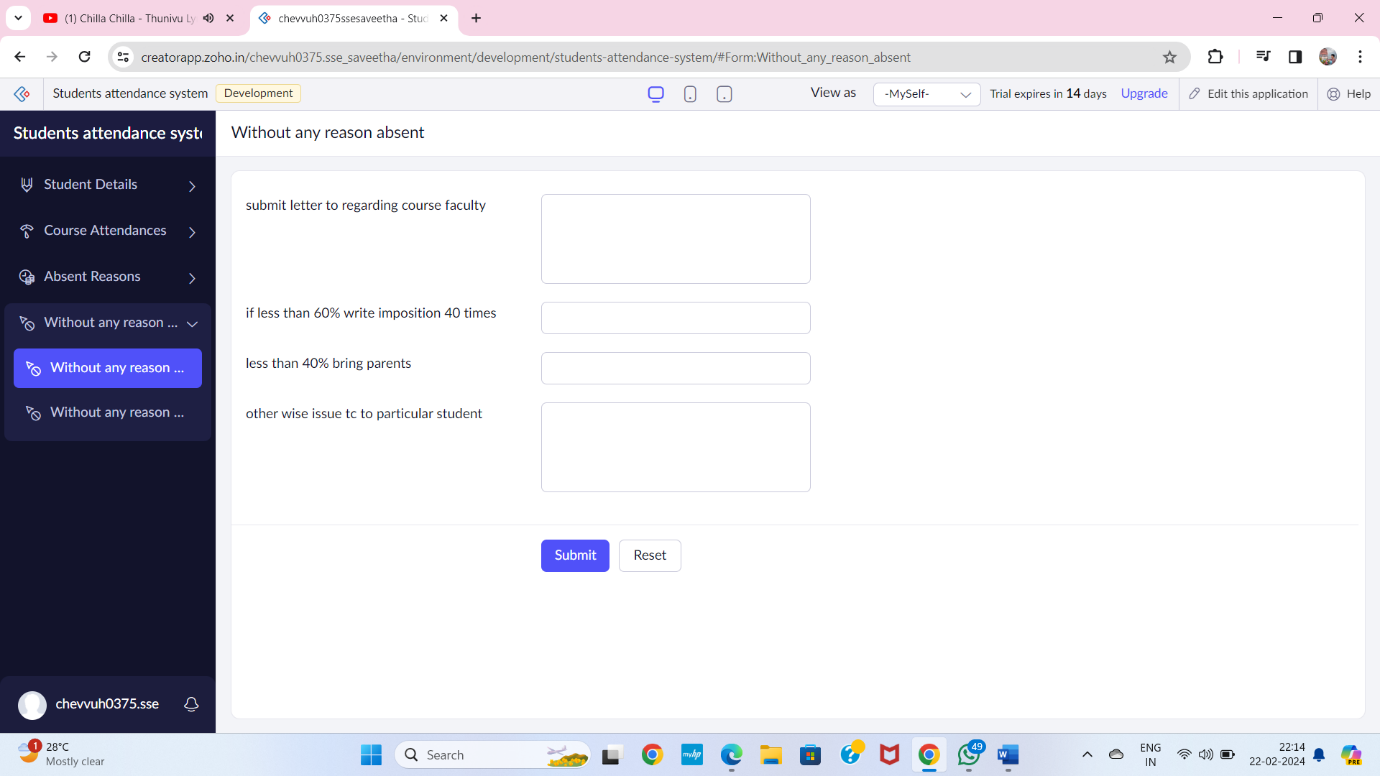 (1) Chilla Chilla - Thunivu Ly
chevvuh0375ssesaveetha - Stud
creatorapp.zoho.in/chevvuh0375.sse_saveetha/environment/development/students-attendance-system/#Form:Without_any_reason_absent
Students attendance system Development View as -MySelf- Trial expires in 14 days Upgrade Edit this application Help
Students attendance syste
Without any reason absent
Student Details
Course Attendances
Absent Reasons
Without any reason ...
Without any reason ...
Without any reason ...
submit letter to regarding course faculty
if less than 60% write imposition 40 times
less than 40% bring parents
other wise issue tc to particular student
Submit Reset
chevvuh0375.sse
1 28°C
Mostly clear
Search
myhp
49
W
ENG
IN
22:14
22-02-2024
PRE